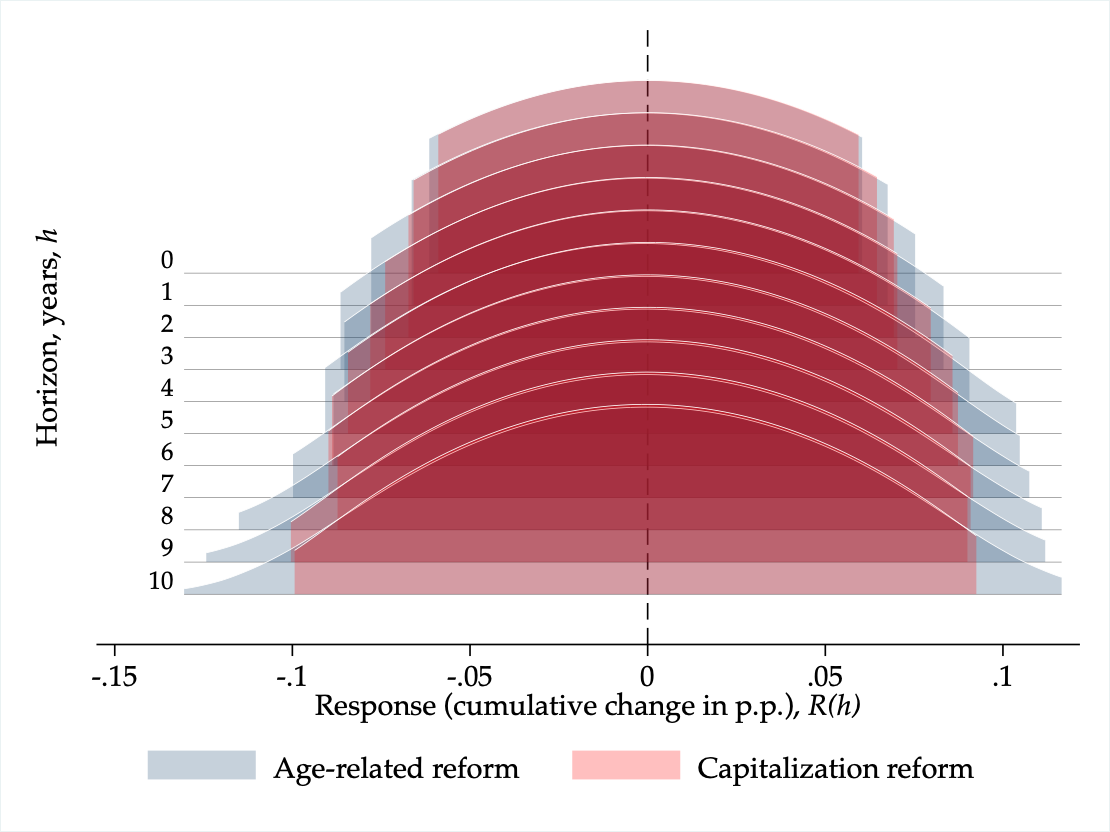 Horizon, years, h
0
1
2
3
4
5
6
7
8
9
10
-.15 -.1 -.05 0 .05 .1
Response (cumulative change in p.p.), R(h)
Age-related reform Capitalization reform